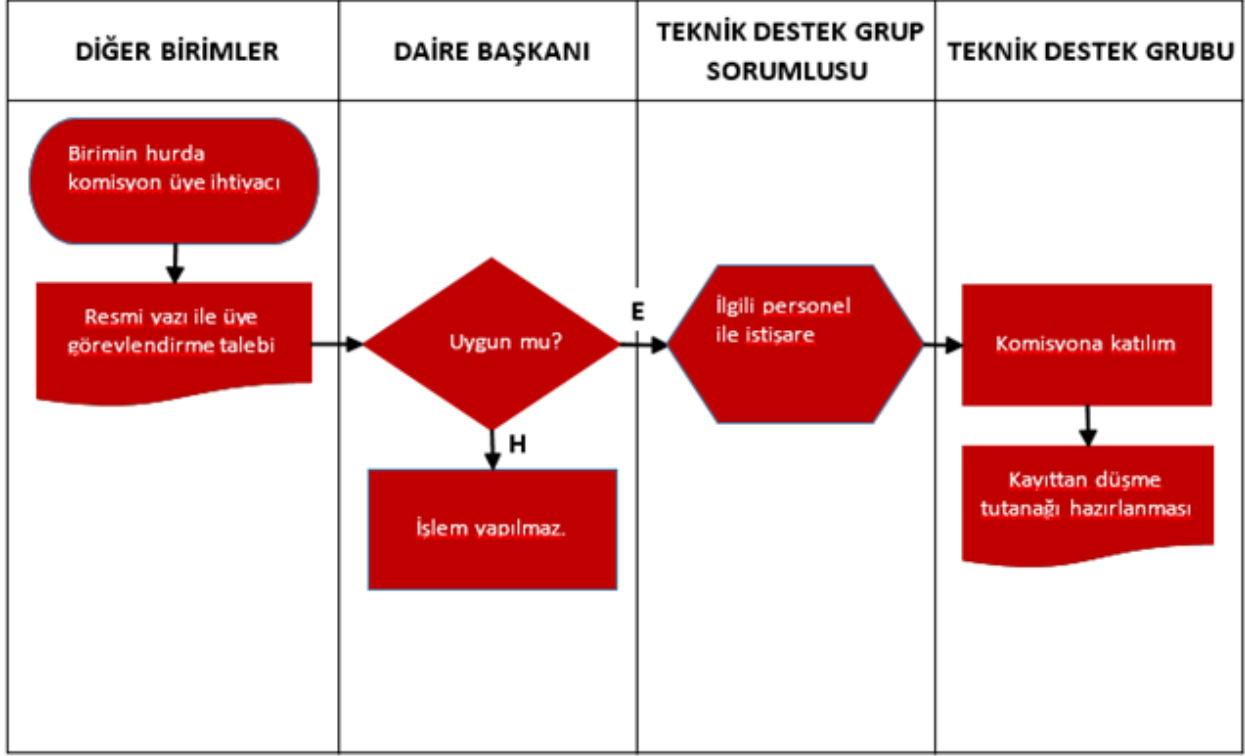 DİĞER BİRİMLER
DAİRE BAŞKANI
TEKNİK DESTEK GRUP
SORUMLUSU
TEKNİK DESTEK GRUBU
Birimin hurda
komisyon üye ihtiyacı
Resmi yazı ile üye
görevlendirme talebi
Uygun mu?
E
H
İşlem yapılmaz.
İlgili personel
ile istişare
Komisyona katılım
Kayıttan düşme
tutanağı hazırlanması